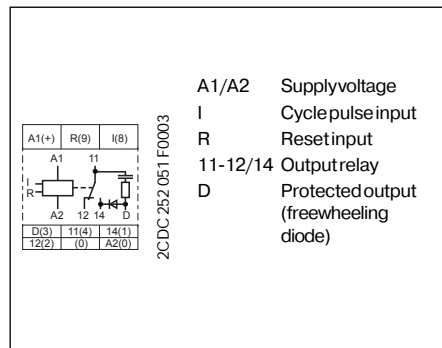 A1(+) R(9) I(8)
A1 11
I
R
A2 12 14 D
D(3) 11(4) 14(1)
12(2) (0) A2(0)
2CDC 252 051 F0003
A1/A2 Supplyvoltage
I Cyclepulseinput
R Resetinput
11-12/14 Outputrelay
D Protectedoutput
(freewheeling
diode)